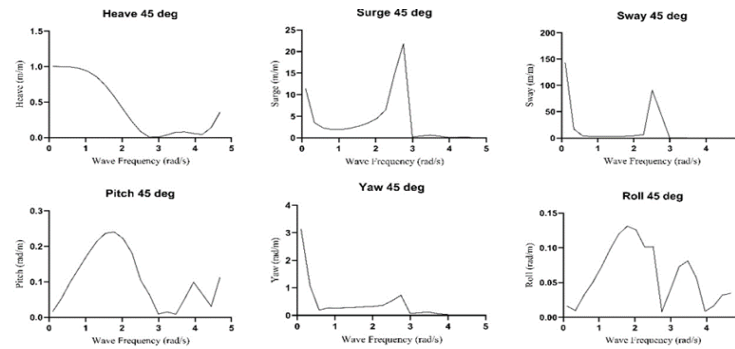 Heave 45 deg
1.5
1.0
0.5
0.0
Heave (m/m)
0 1 2 3 4 5
Wave Frequency (rad/s)
Surge 45 deg
25
20
15
10
5
0
Surge (m/m)
0 1 2 3 4 5
Wave Frequency (rad/s)
Sway 45 deg
200
150
100
50
0
Sway (m/m)
0 1 2 3 4
Wave Frequency (rad/s)
Pitch 45 deg
0.3
0.2
0.1
0.0
Pitch (rad/m)
0 1 2 3 4 5
Wave Frequency (rad/s)
Yaw 45 deg
4
3
2
1
0
Yaw (rad/m)
0 1 2 3 4 5
Wave Frequency (rad/s)
Roll 45 deg
0.15
0.10
0.05
0.00
Roll (rad/m)
0 1 2 3 4
Wave Frequency (rad/s)